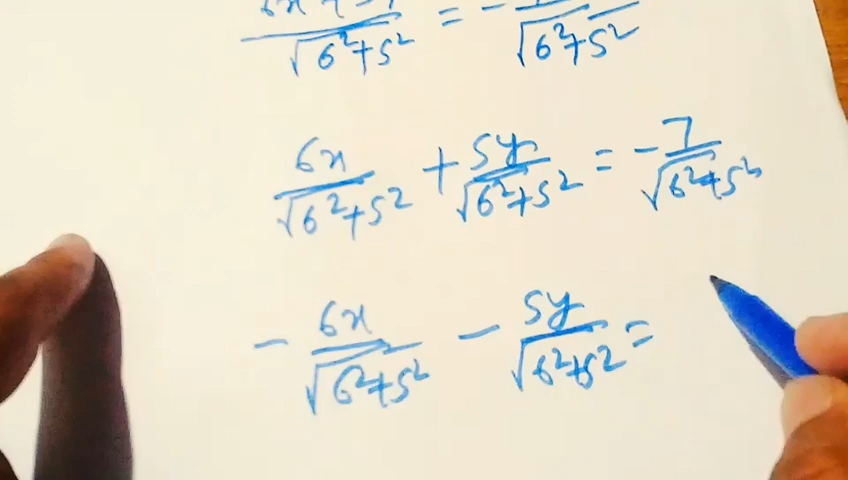 √6²+5² = - √6²+5²
6x/√6²+5² + 5y/√6²+5² = - 7/√6²+5²
- 6x/√6²+5² - 5y/√6²+5² =